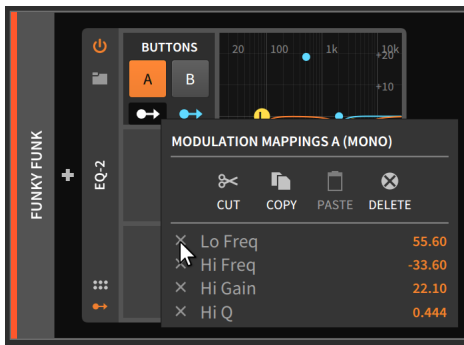 FUNKY FUNK
EQ-2
BUTTONS
A B
20 100 1k 10k
+20
+10
L
MODULATION MAPPINGS A (MONO)
CUT COPY PASTE DELETE
Lo Freq 55.60
Hi Freq -33.60
Hi Gain 22.10
Hi Q 0.444